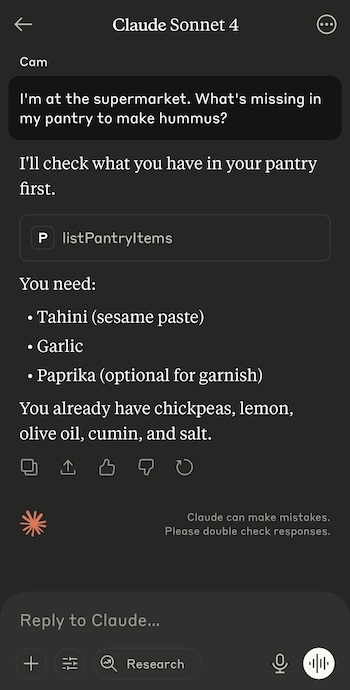 Claude Sonnet 4
Cam
I'm at the supermarket. What's missing in
my pantry to make hummus?
I'll check what you have in your pantry
first.
P listPantryItems
You need:
• Tahini (sesame paste)
• Garlic
• Paprika (optional for garnish)
You already have chickpeas, lemon,
olive oil, cumin, and salt.
Claude can make mistakes.
Please double check responses.
Reply to Claude...
Research